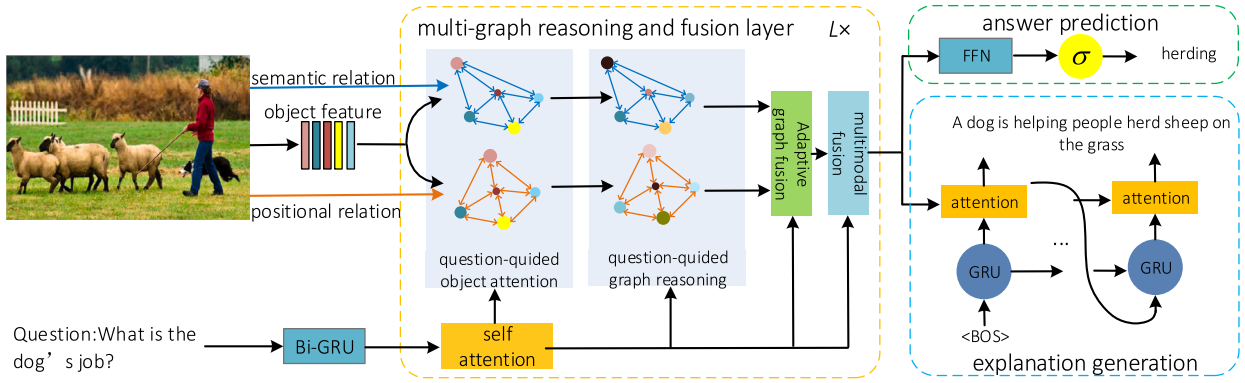 multi-graph reasoning and fusion layer
L×
semantic relation
object feature
positional relation
question-quided
object attention
question-quided
graph reasoning
Adaptive
graph fusion
multimodal
fusion
Question:What is the
dog’s job?
Bi-GRU
self
attention
answer prediction
FFN
σ
herding
A dog is helping people herd sheep on
the grass
attention
attention
...
GRU
GRU
<BOS>
explanation generation